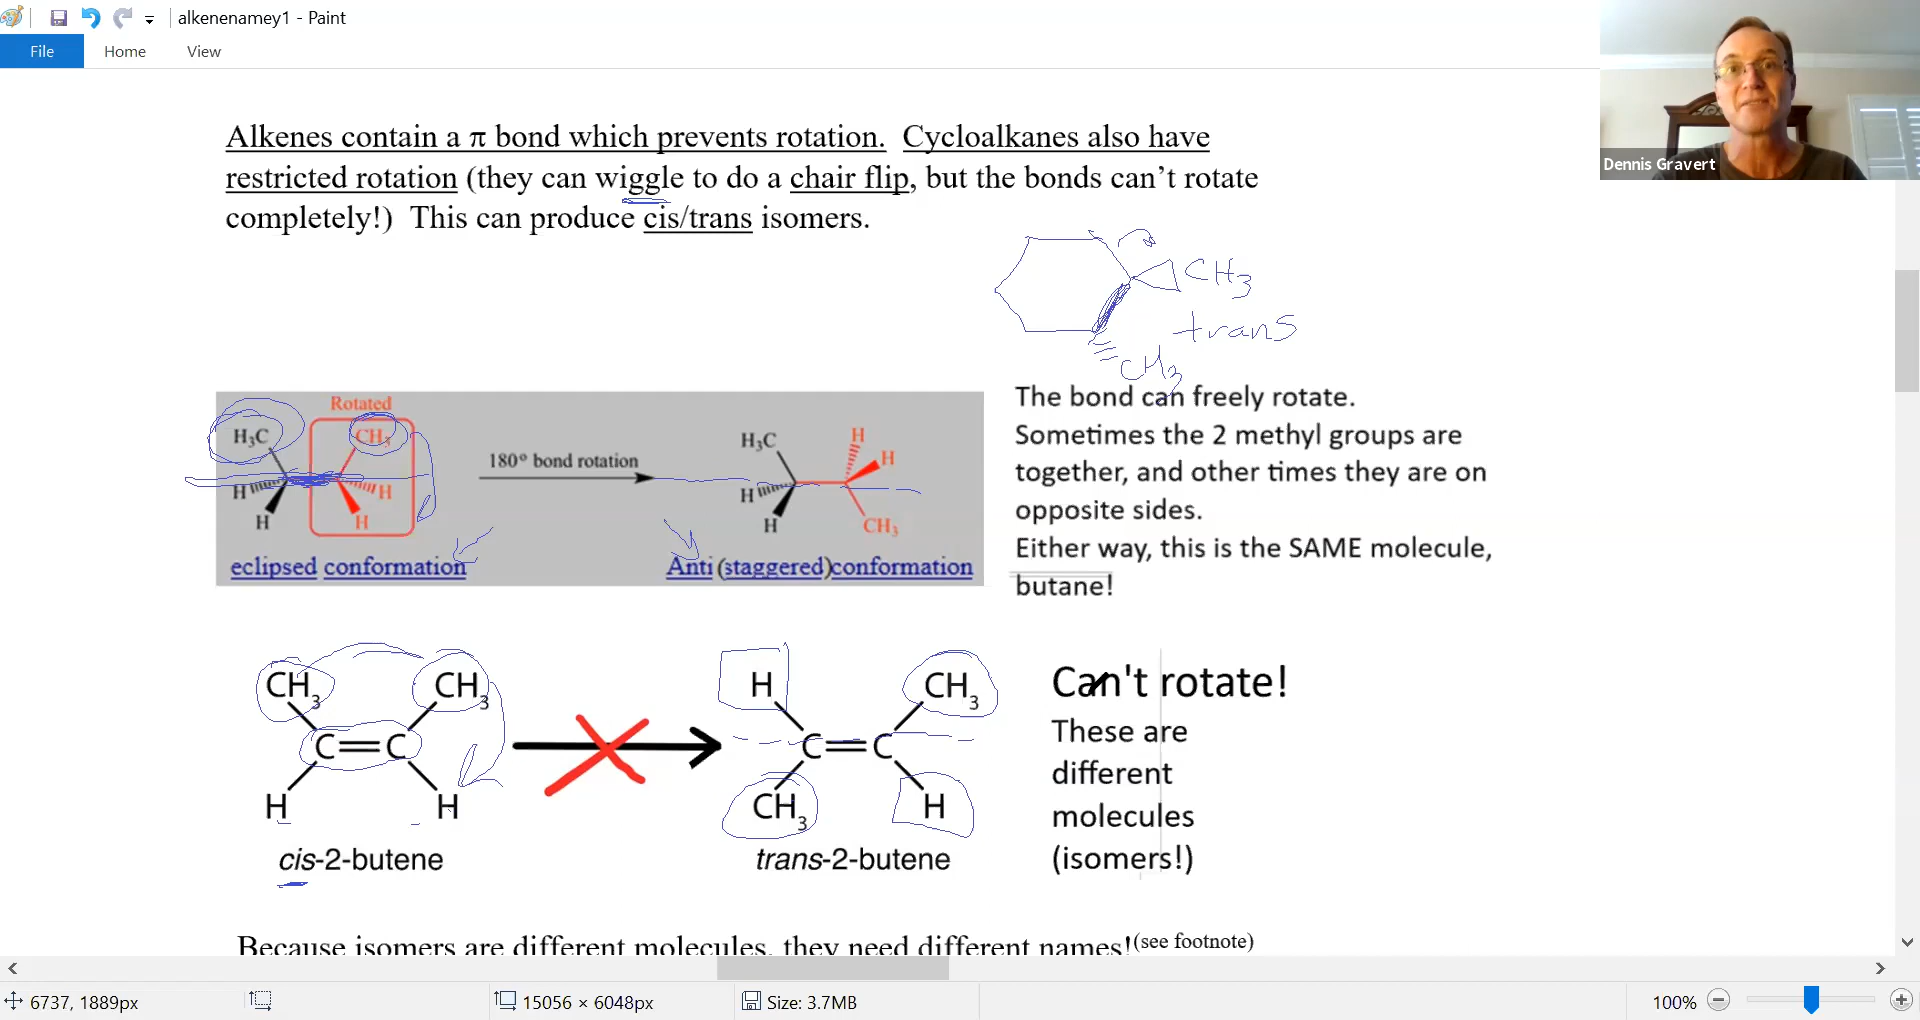 alkenenamey1 - Paint
File Home View
Dennis Gravert
Alkenes contain a π bond which prevents rotation. Cycloalkanes also have
restricted rotation (they can wiggle to do a chair flip, but the bonds can’t rotate
completely!) This can produce cis/trans isomers.
CH3
trans
CH3
Rotated
H₃C CH₃
H H
H H
eclipsed conformation
180° bond rotation
H₃C H
H
H
H CH₃
Anti (staggered)conformation
The bond can freely rotate.
Sometimes the 2 methyl groups are
together, and other times they are on
opposite sides.
Either way, this is the SAME molecule,
butane!
CH₃ CH₃
C=C
H H
cis-2-butene
H CH₃
C=C
CH₃ H
trans-2-butene
Can't rotate!
These are
different
molecules
(isomers!)
Because isomers are different molecules, they need different names!(see footnote)
6737, 1889px 15056 × 6048px Size: 3.7MB 100%